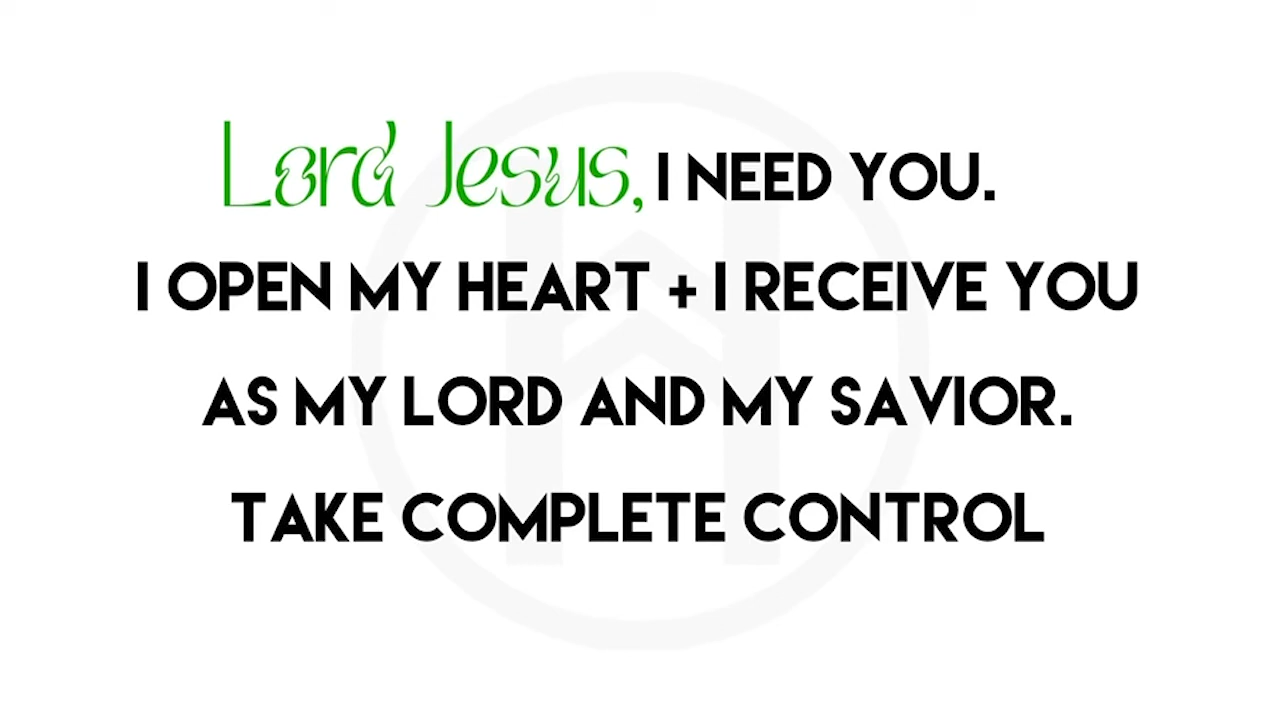 Lord Jesus, I NEED YOU.
I OPEN MY HEART + I RECEIVE YOU
AS MY LORD AND MY SAVIOR.
TAKE COMPLETE CONTROL